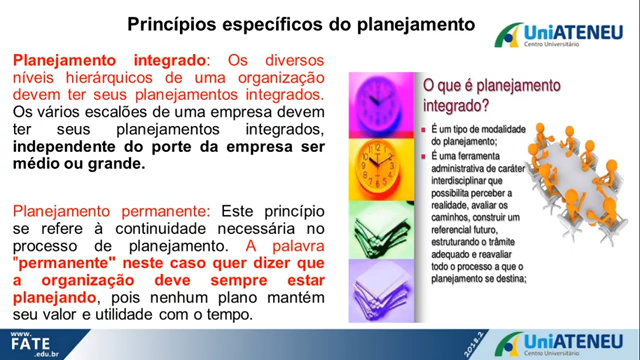 Princípios específicos do planejamento
UniATENEU
Centro Universitário
Planejamento integrado: Os diversos
níveis hierárquicos de uma organização
devem ter seus planejamentos integrados.
Os vários escalões de uma empresa devem
ter seus planejamentos integrados,
independente do porte da empresa ser
médio ou grande.
Planejamento permanente: Este princípio
se refere à continuidade necessária no
processo de planejamento. A palavra
"permanente" neste caso quer dizer que
a organização deve sempre estar
planejando, pois nenhum plano mantém
seu valor e utilidade com o tempo.
O que é planejamento
integrado?
É um tipo de modalidade
do planejamento;
É uma ferramenta
administrativa de caráter
interdisciplinar que
possibilita perceber a
realidade, avaliar os
caminhos, construir um
referencial futuro,
estruturando o trâmite
adequado e reavaliar
todo o processo a que o
planejamento se destina;
www.
FATE
.edu.br
2018.2
UniATENEU
Centro Universitário